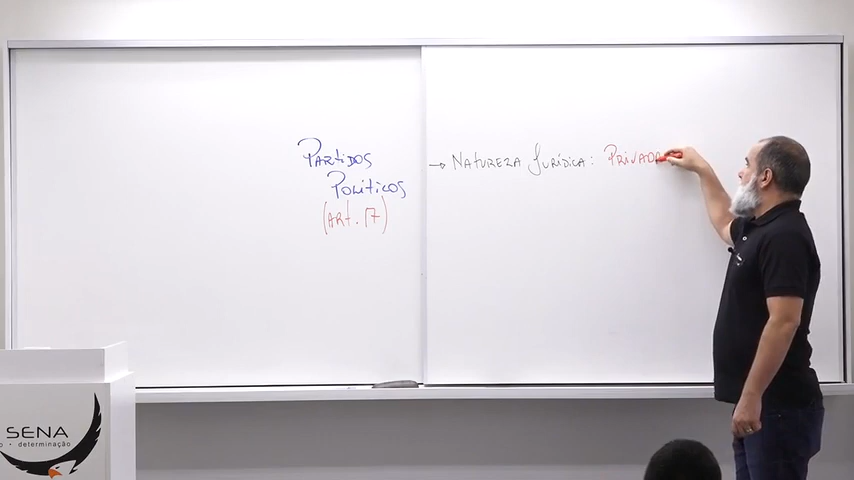 Partidos
Políticos
(Art. 17)
→ Natureza Jurídica: Privada
SENA
determinação